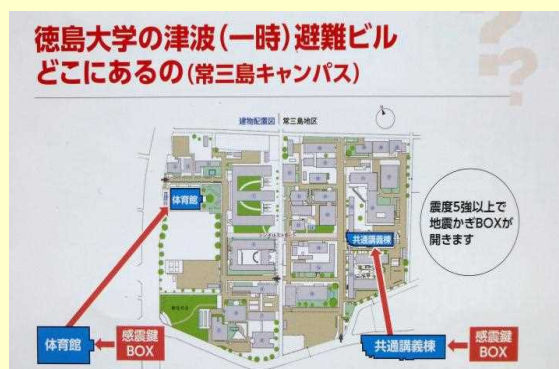 徳島大学の津波(一時)避難ビル
どこにあるの(常三島キャンパス)
!?
建物配置図 常三島地区
体育館
共通講義棟
震度5強以上で
地震かぎBOXが
開きます
体育館
感震鍵
BOX
共通講義棟
感震鍵
BOX